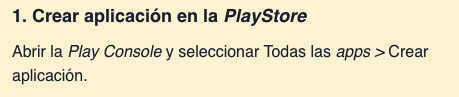 1. Crear aplicación en la PlayStore
Abrir la Play Console y seleccionar Todas las apps > Crear
aplicación.